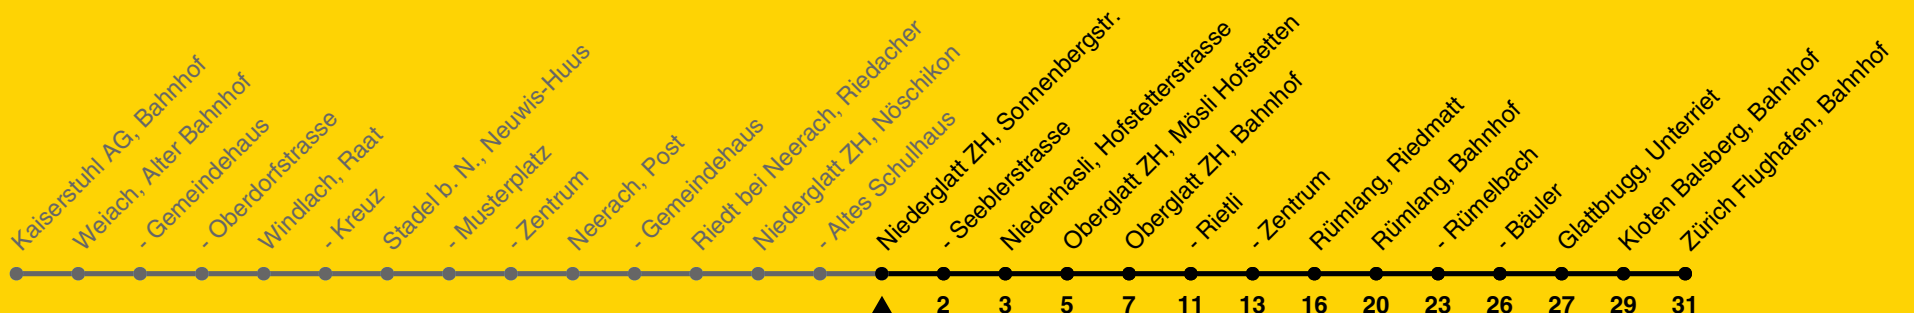 Kaiserstuhl AG, Bahnhof
Weiach, Alter Bahnhof
- Gemeindehaus
- Oberdorfstrasse
Windlach, Raat
- Kreuz
Stadel b. N., Neuwis-Huus
- Musterplatz
- Zentrum
Neerach, Post
- Gemeindehaus
Riedt bei Neerach, Riedacher
Niederglatt ZH, Nöschikon
- Altes Schulhaus
Niederglatt ZH, Sonnenbergstr.
- Seeblerstrasse
Niederhasli, Hofstetterstrasse
Oberglatt ZH, Mösli Hofstetten
Oberglatt ZH, Bahnhof
- Rietli
- Zentrum
Rümlang, Riedmatt
Rümlang, Bahnhof
- Rümelbach
- Bäuler
Glattbrugg, Unterriet
Kloten Balsberg, Bahnhof
Zürich Flughafen, Bahnhof
2 3 5 7 11 13 16 20 23 26 27 29 31